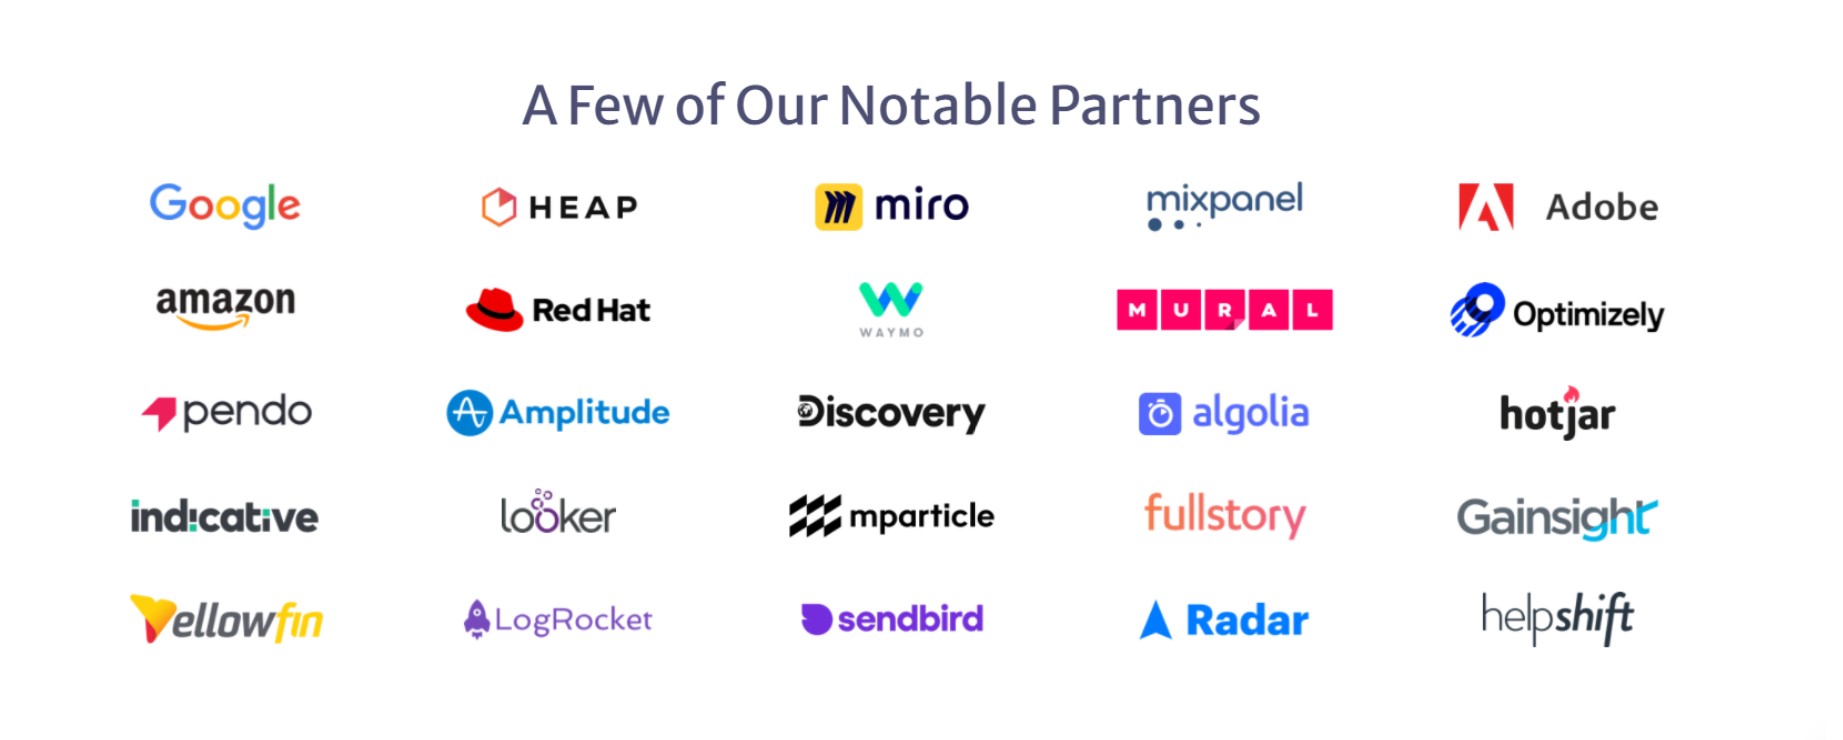 A Few of Our Notable Partners
Google HEAP miro mixpanel Adobe
amazon Red Hat WAYMO MURAL Optimizely
pendo Amplitude Discovery algolia hotjar
indicative looker mparticle fullstory Gainsight
Yellowfin LogRocket sendbird Radar helpshift